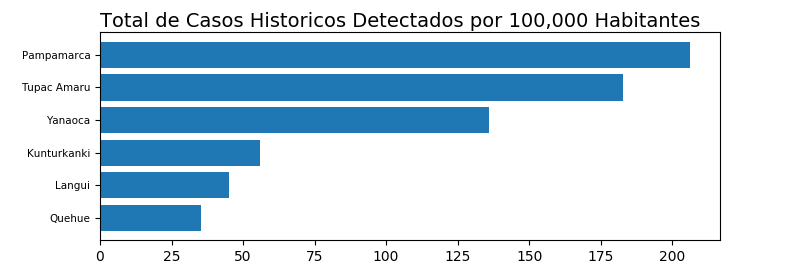 Total de Casos Historicos Detectados por 100,000 Habitantes
Pampamarca
Tupac Amaru
Yanaoca
Kunturkanki
Langui
Quehue
0 25 50 75 100 125 150 175 200